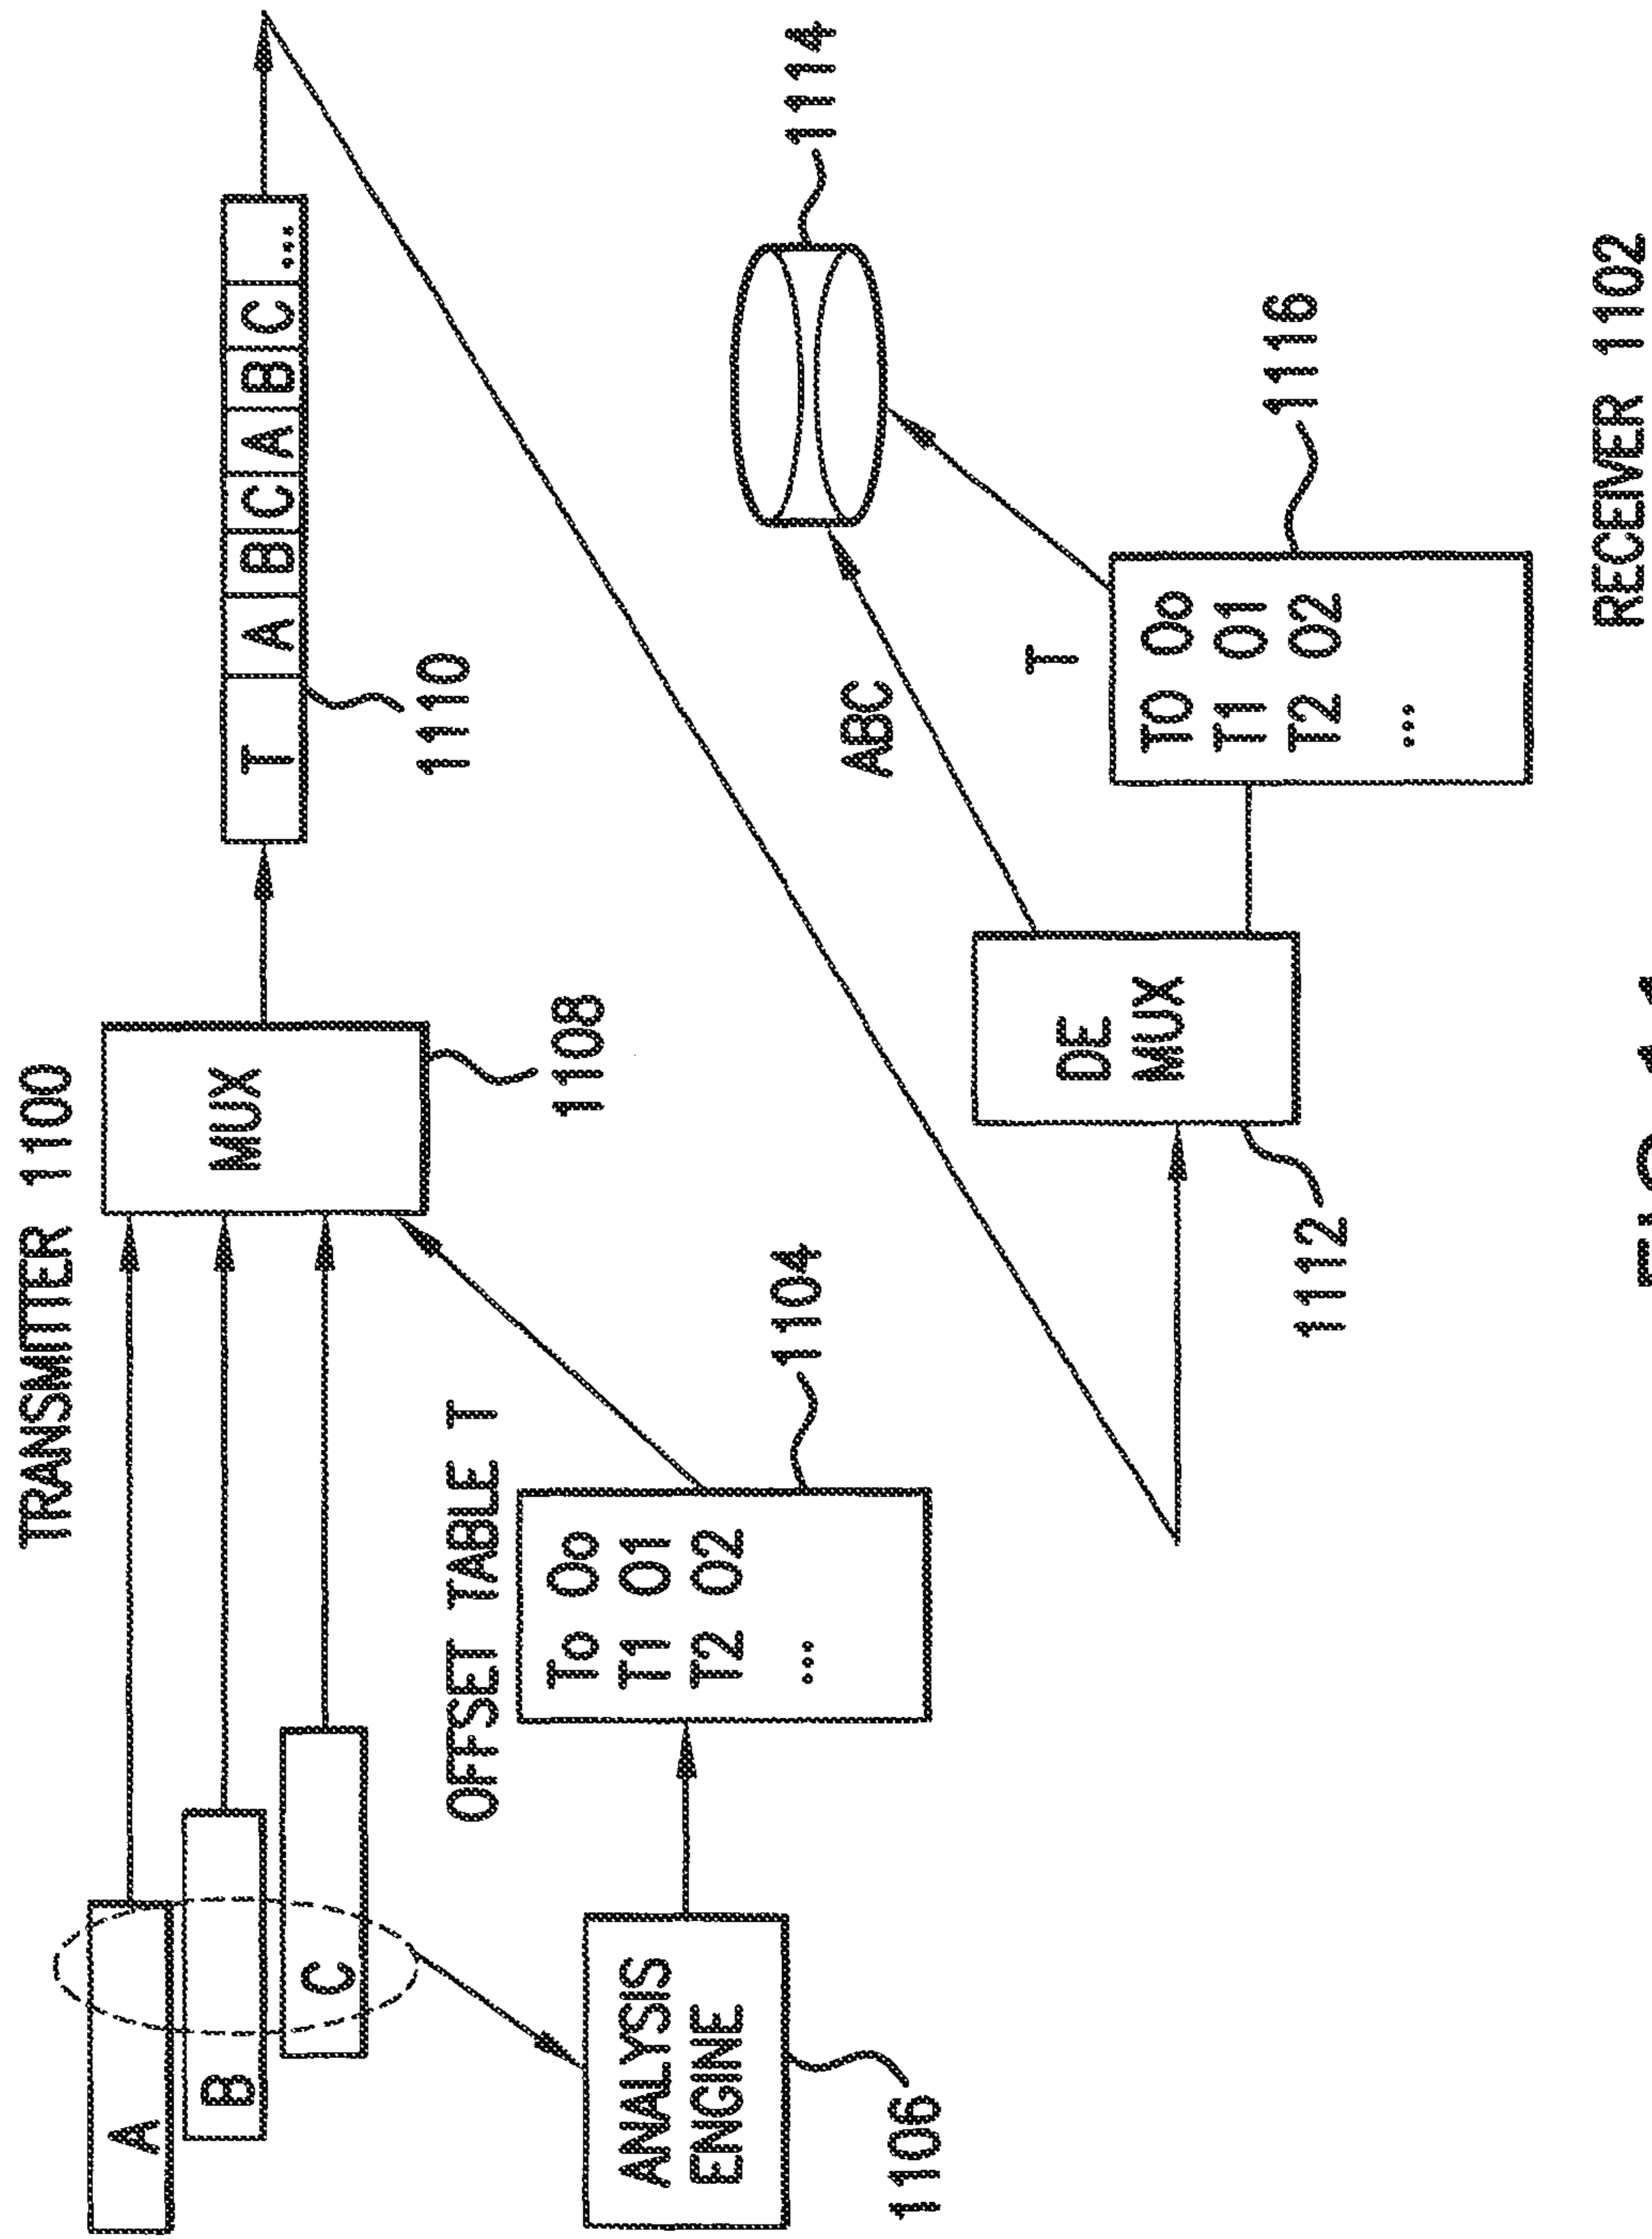 TRANSMITTER 1100
A
B
C
MUX
1108
T A B C A B C ...
1110
OFFSET TABLE T
To Oo
T1 O1
T2 O2
...
1104
ANALYSIS
ENGINE
1106
DE
MUX
1112
ABC
1114
T
T0 Oo
T1 O1
T2 O2
...
1116
RECEIVER 1102